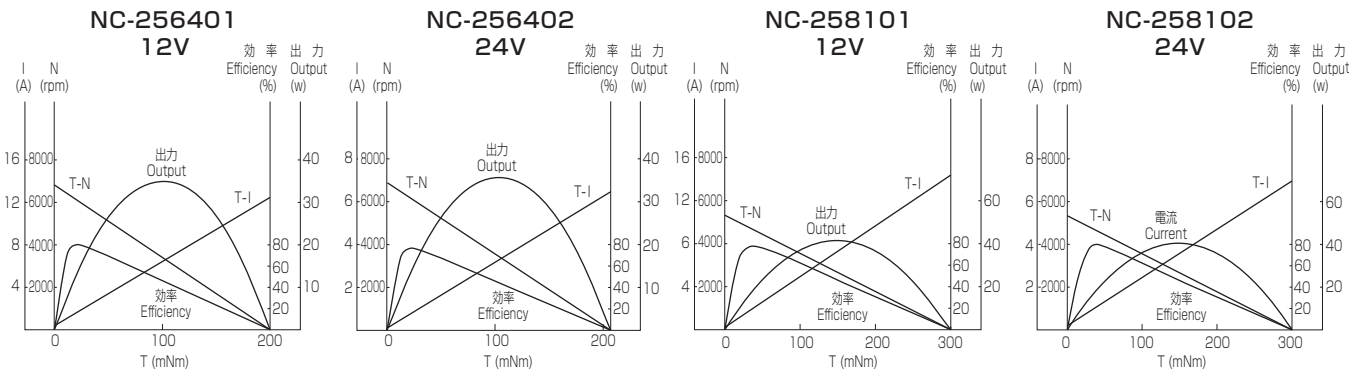 NC-256401
12V
効 率 出 力
I N Efficiency Output
(A) (rpm) (%) (w)
出力
Output
16 8000 40
T-N T-I
12 6000 30
8 4000 80 20
60
4 2000 40 10
20
効率
Efficiency
0 100 200
T (mNm)
NC-256402
24V
効 率 出 力
I N Efficiency Output
(A) (rpm) (%) (w)
出力
Output
8 8000 40
T-N T-I
6 6000 30
4 4000 80 20
60
2 2000 40 10
20
効率
Efficiency
0 100 200
T (mNm)
NC-258101
12V
効 率 出 力
I N Efficiency Output
(A) (rpm) (%) (w)
16 8000
T-I
12 6000 60
T-N
出力
Output
6 4000 80 40
60
4 2000 40 20
20
効率
Efficiency
0 100 200 300
T (mNm)
NC-258102
24V
効 率 出 力
I N Efficiency Output
(A) (rpm) (%) (w)
8 8000
T-I
6 6000 60
T-N
電流
Current
4 4000 80 40
60
2 2000 40 20
20
効率
Efficiency
0 100 200 300
T (mNm)